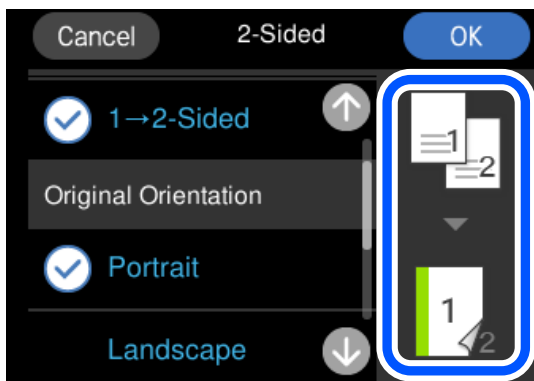 Cancel 2-Sided OK
1→2-Sided
Original Orientation
Portrait
Landscape
1
2
1
2